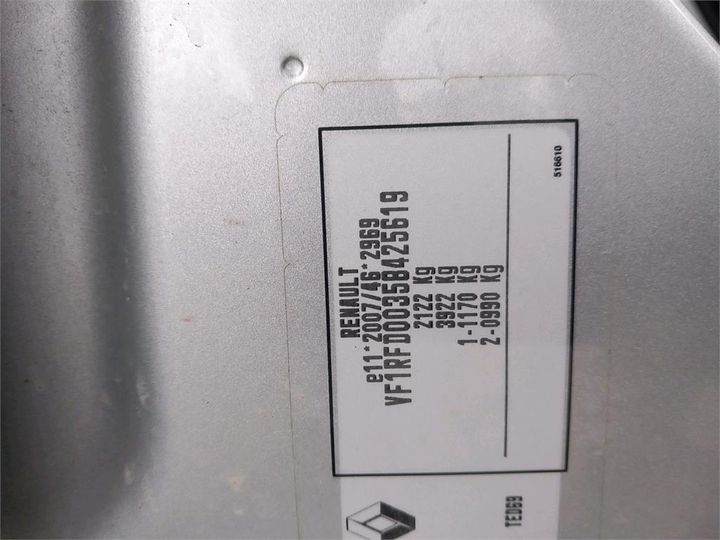 RENAULT
e11*2007/46*2969
VF1RFD00358425619
2122 Kg
3922 Kg
1-1170 Kg
2-0990 Kg
516610
TED69